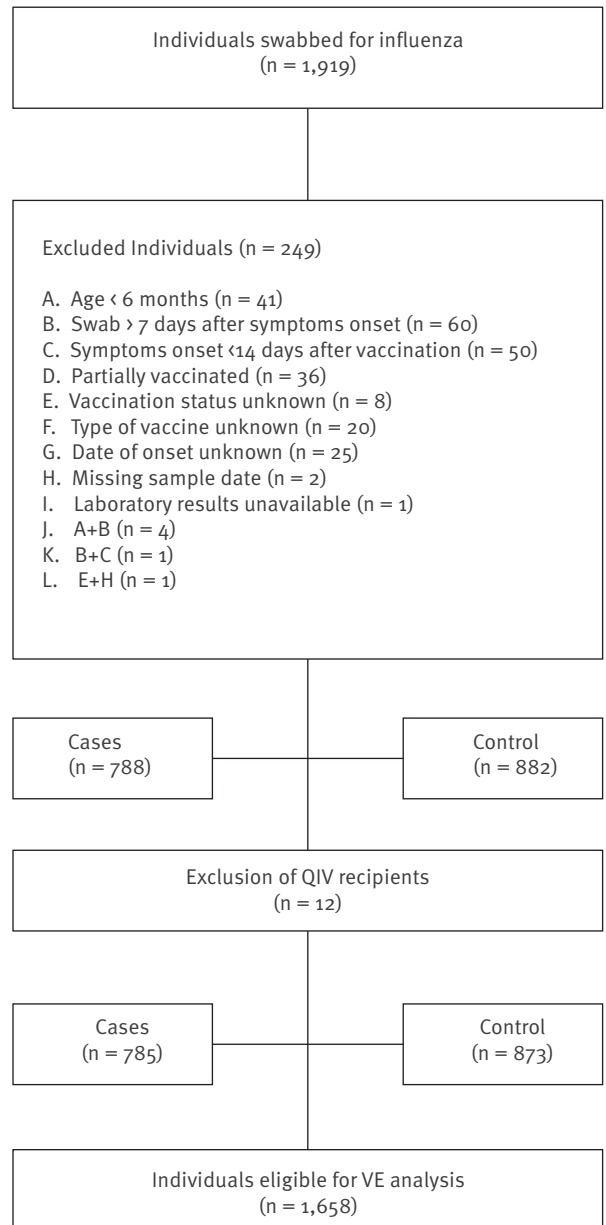 Individuals swabbed for influenza
(n = 1,919)
Excluded Individuals (n = 249)
A. Age < 6 months (n = 41)
B. Swab > 7 days after symptoms onset (n = 60)
C. Symptoms onset <14 days after vaccination (n = 50)
D. Partially vaccinated (n = 36)
E. Vaccination status unknown (n = 8)
F. Type of vaccine unknown (n = 20)
G. Date of onset unknown (n = 25)
H. Missing sample date (n = 2)
I. Laboratory results unavailable (n = 1)
J. A+B (n = 4)
K. B+C (n = 1)
L. E+H (n = 1)
Cases
(n = 788)
Control
(n = 882)
Exclusion of QIV recipients
(n = 12)
Cases
(n = 785)
Control
(n = 873)
Individuals eligible for VE analysis
(n = 1,658)